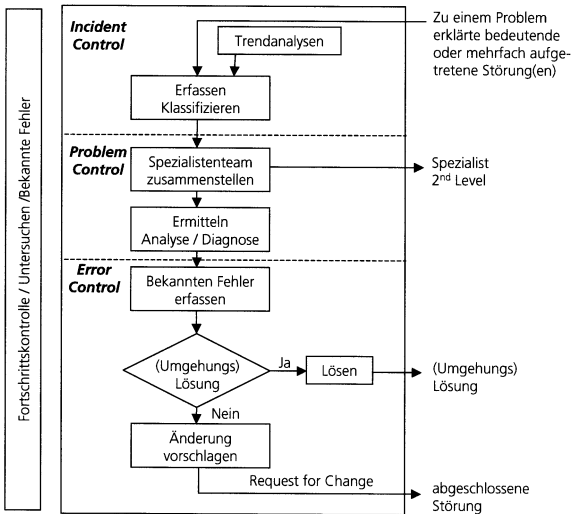 Incident
Control
Trendanalysen
Zu einem Problem
erklärte bedeutende
oder mehrfach aufge-
tretene Störung(en)
Erfassen
Klassifizieren
Problem
Control
Spezialistenteam
zusammenstellen
Spezialist
2nd Level
Ermitteln
Analyse / Diagnose
Error
Control
Bekannten Fehler
erfassen
(Umgehungs)
Lösung
Ja
Lösen
(Umgehungs)
Lösung
Nein
Änderung
vorschlagen
Request for Change
abgeschlossene
Störung
Fortschrittskontrolle / Untersuchen /Bekannte Fehler